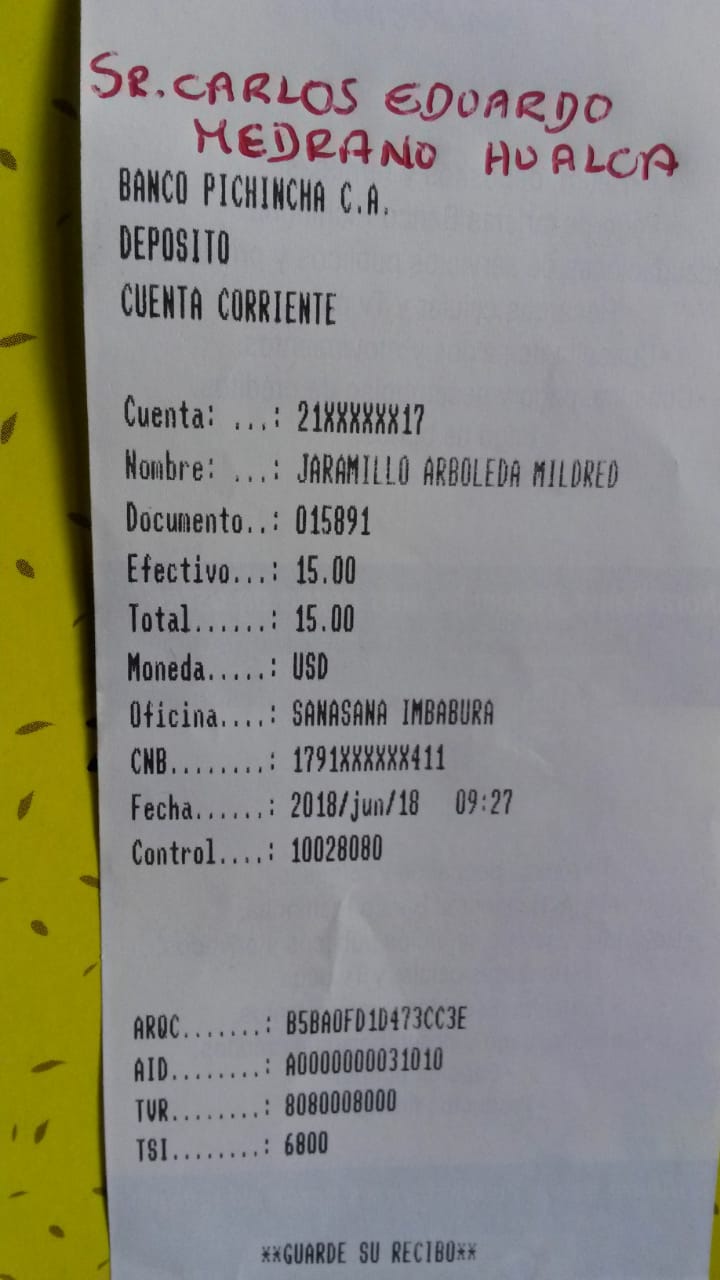 SR. CARLOS EDUARDO
MEDRANO HUALCA
BANCO PICHINCHA C.A.
DEPOSITO
CUENTA CORRIENTE
Cuenta: ...: 21XXXXXX17
Nombre: ...: JARAMILLO ARBOLEDA MILDRED
Documento..: 015891
Efectivo...: 15.00
Total......: 15.00
Moneda.....: USD
Oficina....: SANASANA IMBABURA
CNB........: 1791XXXXXX411
Fecha......: 2018/jun/18 09:27
Control....: 10028080
ARQC.......: B5BA0FD1D473CC3E
AID........: A0000000031010
TVR........: 8080008000
TSI........: 6800
**GUARDE SU RECIBO**